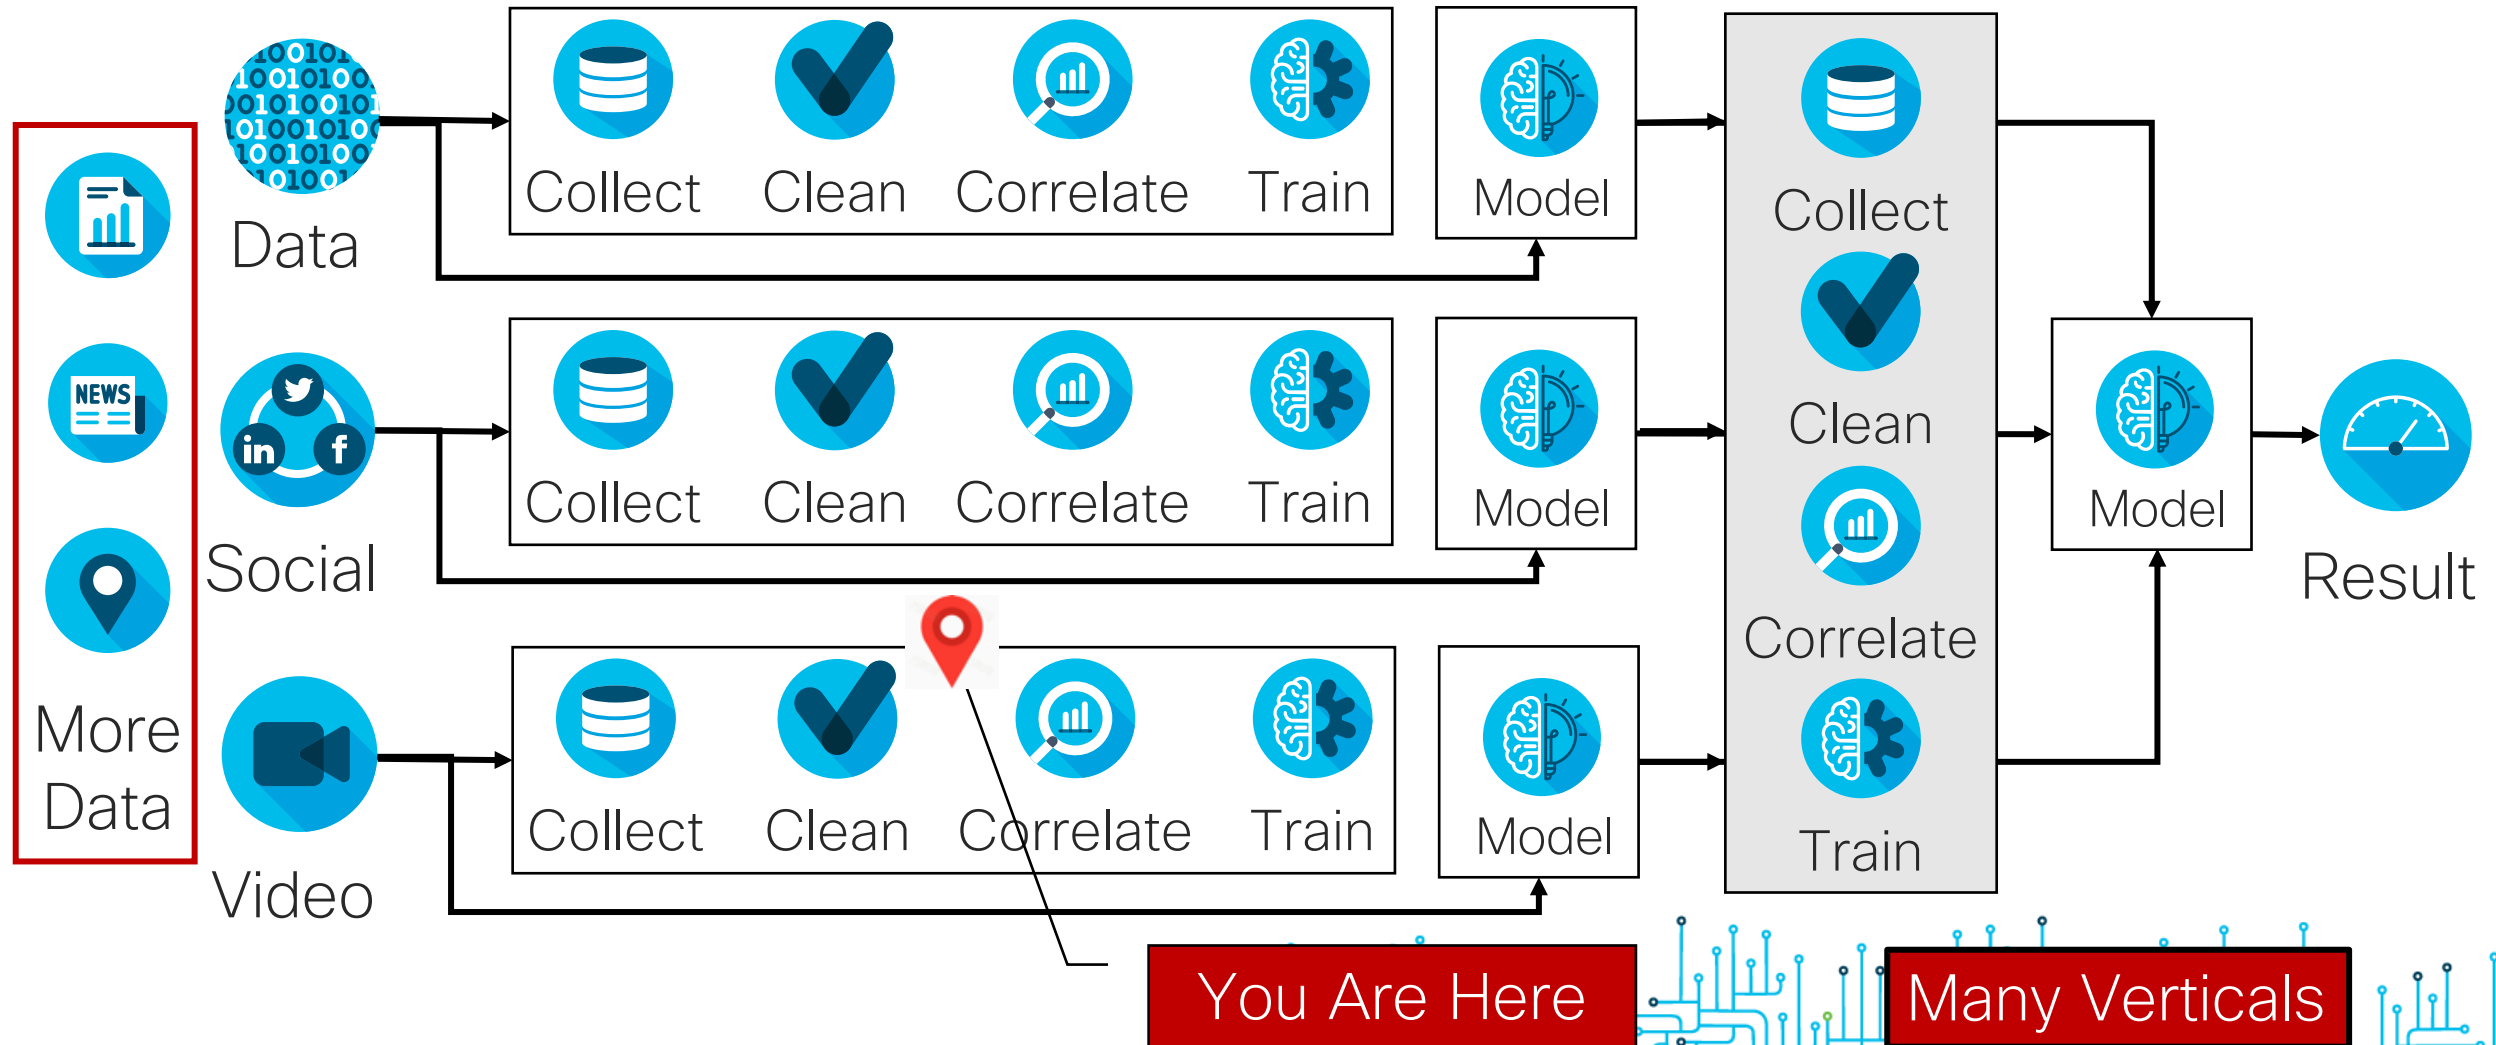 Collect Clean Correlate Train
Model
Collect
Data
NEWS
in
f
Collect Clean Correlate Train
Model
Clean
Model
Social
Result
Correlate
More
Data
Collect Clean Correlate Train
Model
Train
Video
You Are Here
Many Verticals